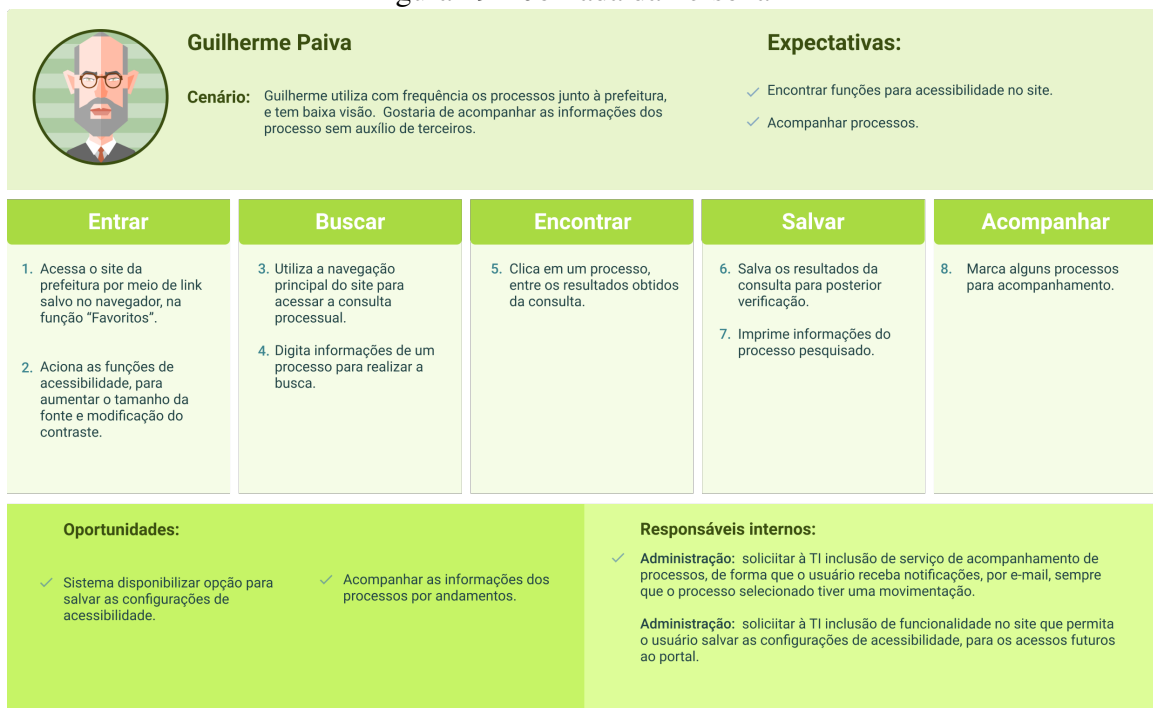 Guilherme Paiva
Cenário: Guilherme utiliza com frequência os processos junto à prefeitura,
e tem baixa visão. Gostaria de acompanhar as informações dos
processo sem auxílio de terceiros.
Expectativas:
Encontrar funções para acessibilidade no site.
Acompanhar processos.
Entrar
1. Acessa o site da
prefeitura por meio de link
salvo no navegador, na
função “Favoritos”.
2. Aciona as funções de
acessibilidade, para
aumentar o tamanho da
fonte e modificação do
contraste.
Buscar
3. Utiliza a navegação
principal do site para
acessar a consulta
processual.
4. Digita informações de um
processo para realizar a
busca.
Encontrar
5. Clica em um processo,
entre os resultados obtidos
da consulta.
Salvar
6. Salva os resultados da
consulta para posterior
verificação.
7. Imprime informações do
processo pesquisado.
Acompanhar
8. Marca alguns processos
para acompanhamento.
Oportunidades:
Sistema disponibilizar opção para
salvar as configurações de
acessibilidade.
Acompanhar as informações dos
processos por andamentos.
Responsáveis internos:
Administração: soliciitar à TI inclusão de serviço de acompanhamento de
processos, de forma que o usuário receba notificações, por e-mail, sempre
que o processo selecionado tiver uma movimentação.
Administração: soliciitar à TI inclusão de funcionalidade no site que permita
o usuário salvar as configurações de acessibilidade, para os acessos futuros
ao portal.